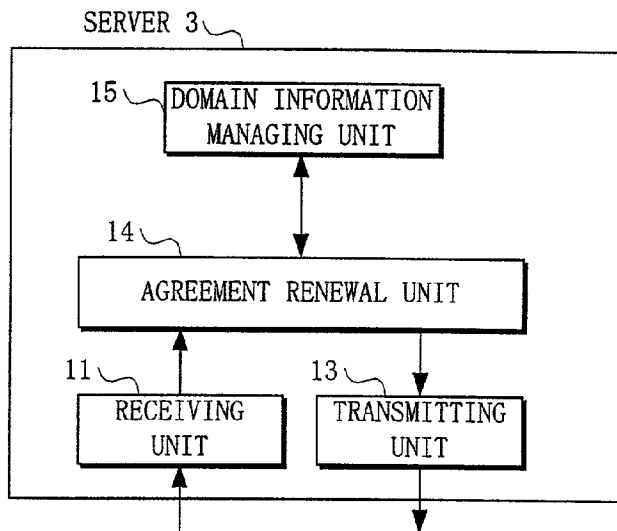 SERVER 3
15
DOMAIN INFORMATION
MANAGING UNIT
14
AGREEMENT RENEWAL UNIT
11
RECEIVING
UNIT
13
TRANSMITTING
UNIT